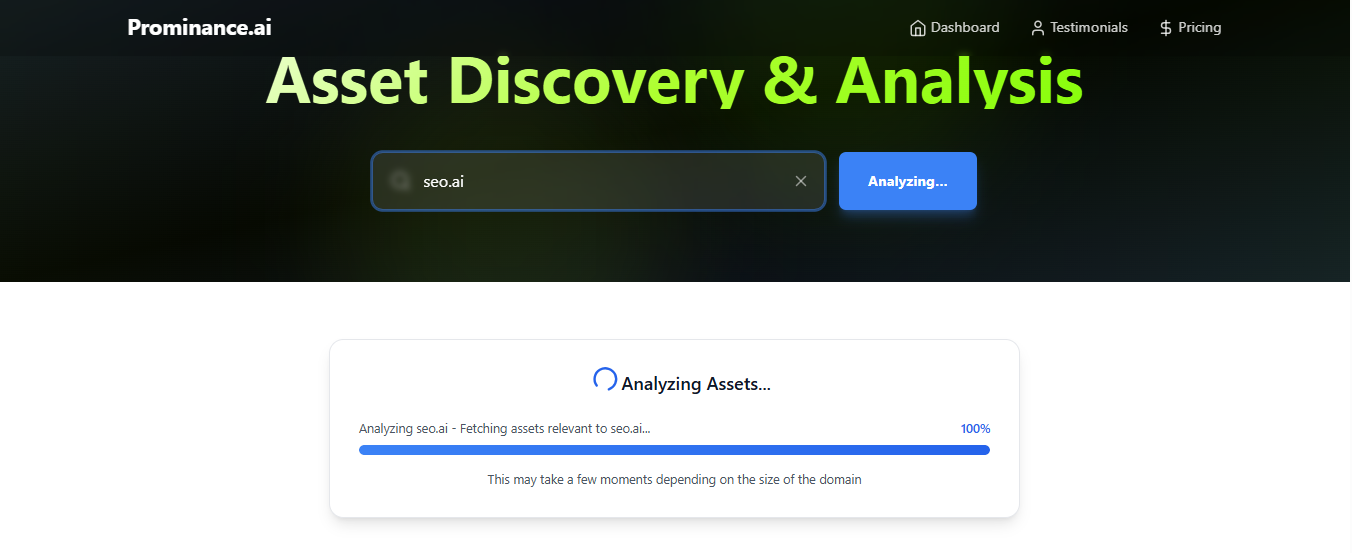 Prominance.ai
Dashboard
Testimonials
Pricing
Asset Discovery & Analysis
seo.ai
Analyzing...
Analyzing Assets...
Analyzing seo.ai - Fetching assets relevant to seo.ai...
100%
This may take a few moments depending on the size of the domain